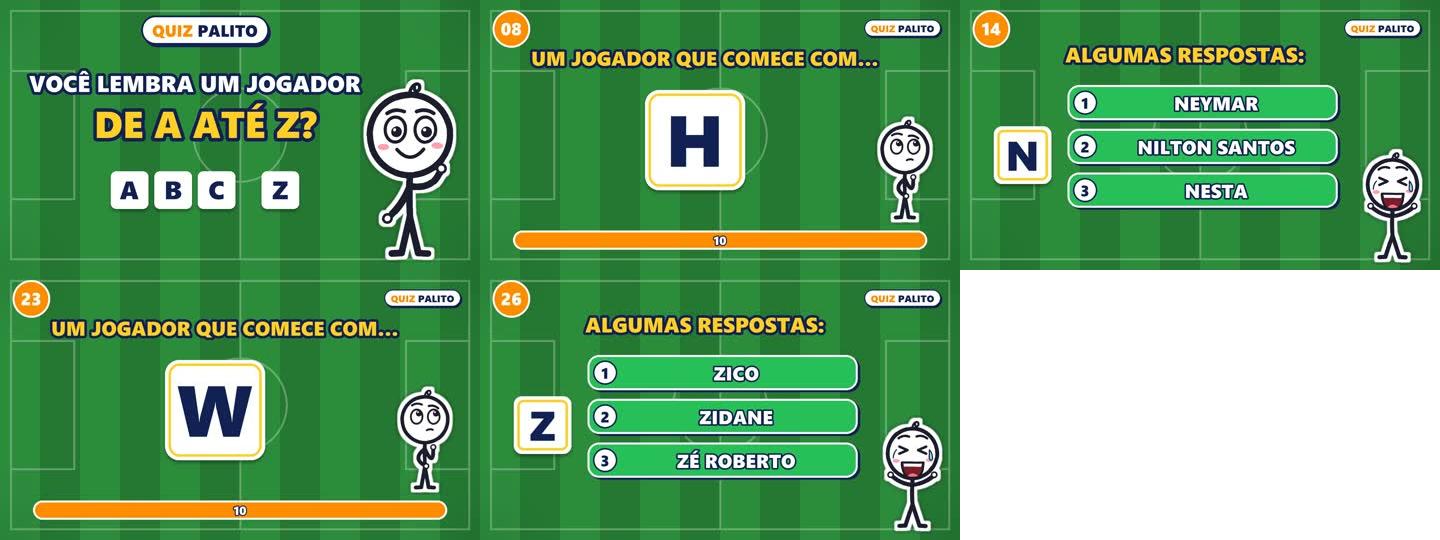 QUIZ PALITO
VOCÊ LEMBRA UM JOGADOR
DE A ATÉ Z?
A B C Z
08
QUIZ PALITO
UM JOGADOR QUE COMECE COM...
H
10
14
QUIZ PALITO
ALGUMAS RESPOSTAS:
N
1 NEYMAR
2 NILTON SANTOS
3 NESTA
23
QUIZ PALITO
UM JOGADOR QUE COMECE COM...
W
10
26
QUIZ PALITO
ALGUMAS RESPOSTAS:
Z
1 ZICO
2 ZIDANE
3 ZÉ ROBERTO